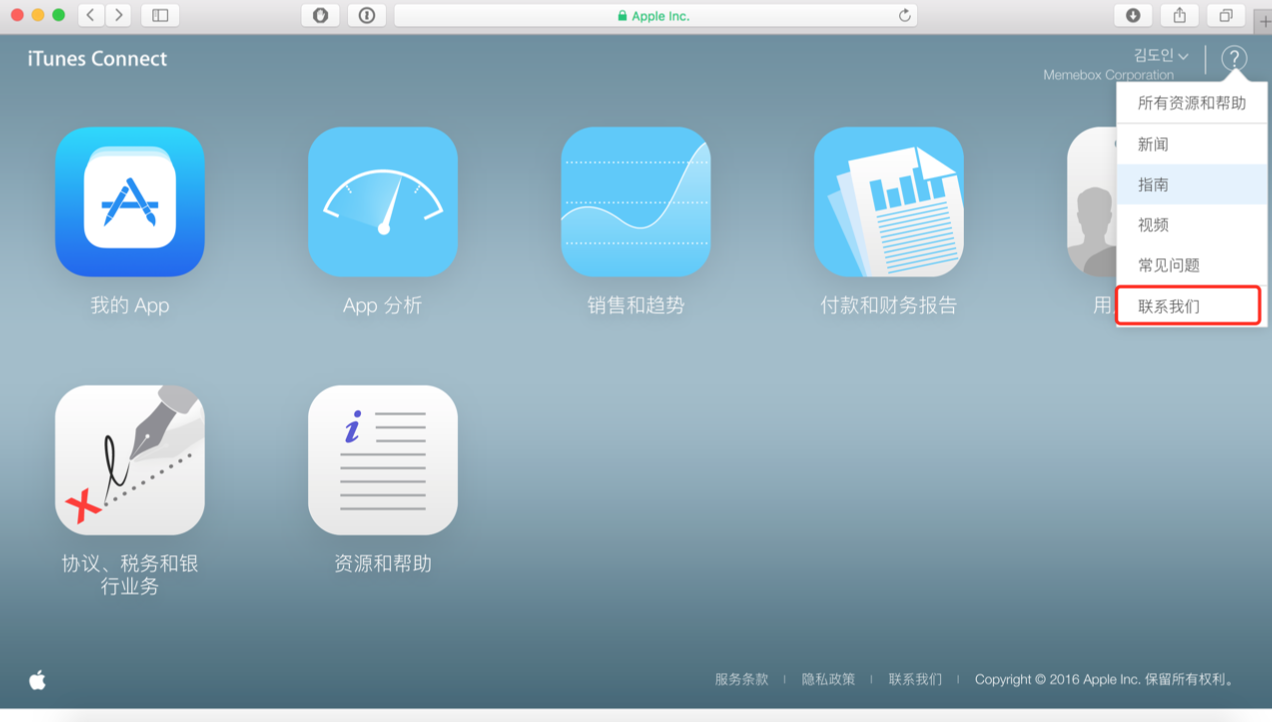 Apple Inc.
iTunes Connect
김도인
Memebox Corporation
?
所有资源和帮助
新闻
指南
视频
常见问题
联系我们
我的 App
App 分析
销售和趋势
付款和财务报告
用
协议、税务和银
行业务
资源和帮助
服务条款 | 隐私政策 | 联系我们 | Copyright © 2016 Apple Inc. 保留所有权利。